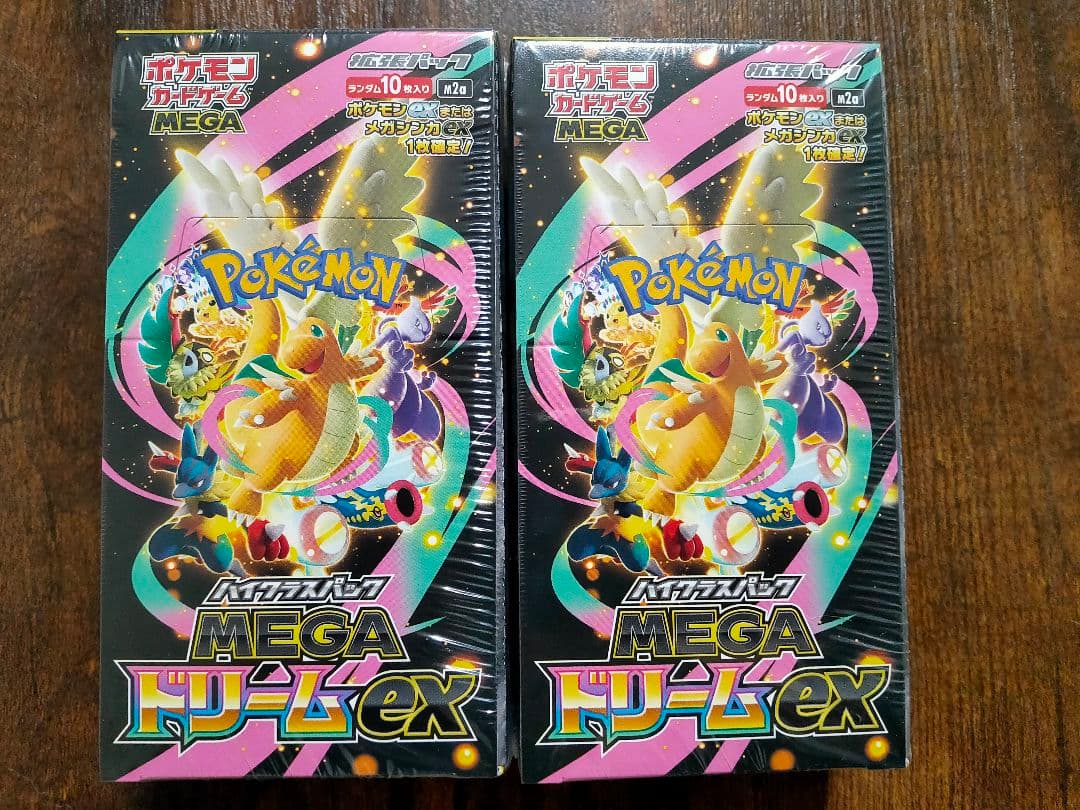 ポケモン
カードゲーム
MEGA
拡張パック
ランダム10枚入り M2a
ポケモンexまたは
メガシンカex
1枚確定!
POKéMON
ハイクラスパック
MEGA
ドリームex
ポケモン
カードゲーム
MEGA
拡張パック
ランダム10枚入り M2a
ポケモンexまたは
メガシンカex
1枚確定!
POKéMON
ハイクラスパック
MEGA
ドリームex